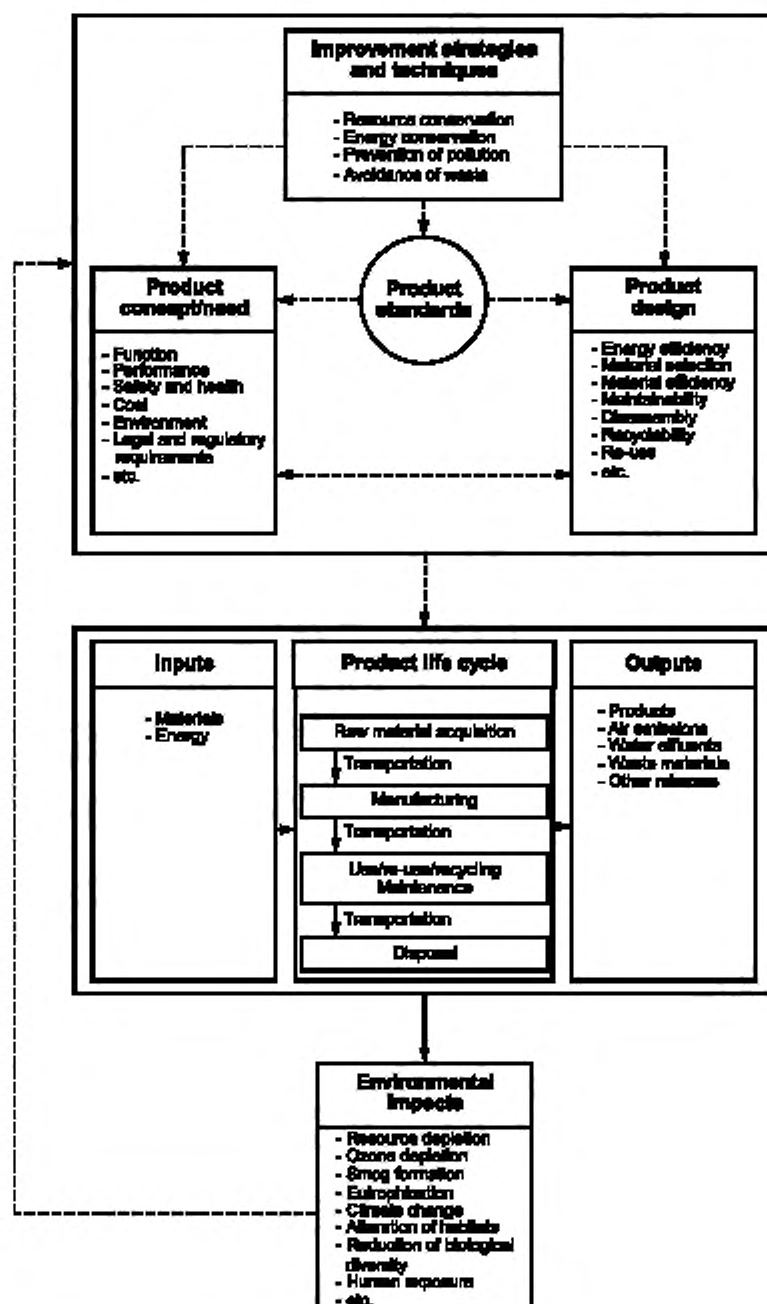 Improvement strategies
and techniques
- Resource conservation
- Energy conservation
- Prevention of pollution
- Avoidance of waste
Product
concept/need
- Function
- Performance
- Safety and health
- Cost
- Environment
- Legal and regulatory
requirements
- etc.
Product
standards
Product
design
- Energy efficiency
- Material selection
- Material efficiency
- Maintainability
- Disassembly
- Recyclability
- Re-use
- etc.
Inputs
- Materials
- Energy
Product life cycle
Raw material acquisition
Transportation
Manufacturing
Transportation
Use/re-use/recycling
Maintenance
Transportation
Disposal
Outputs
- Products
- Air emissions
- Water effluents
- Waste materials
- Other releases
Environmental
impacts
- Resource depletion
- Ozone depletion
- Smog formation
- Eutrophication
- Climate change
- Alteration of habitats
- Reduction of biological
diversity
- Human exposure
- etc.